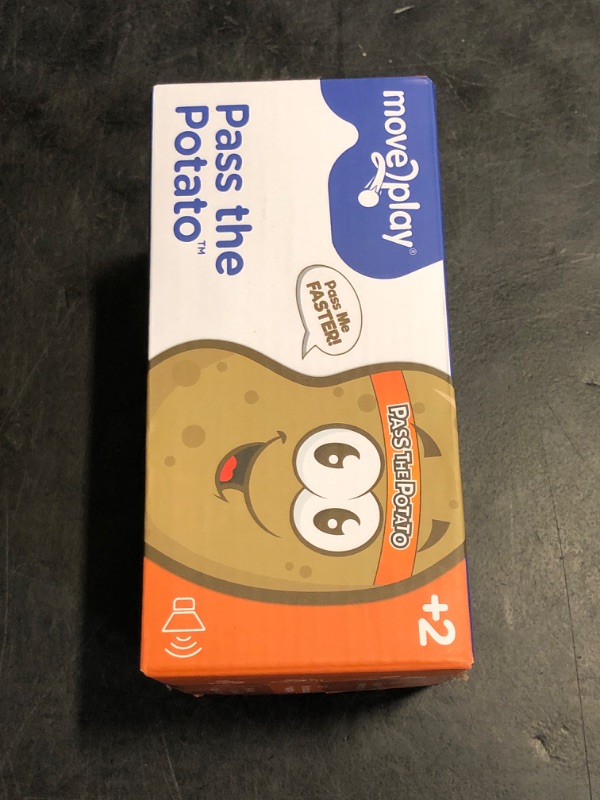 move2play®
Pass the
Potato™
Pass Me
FASTER!
PASS THE POTATO
+2